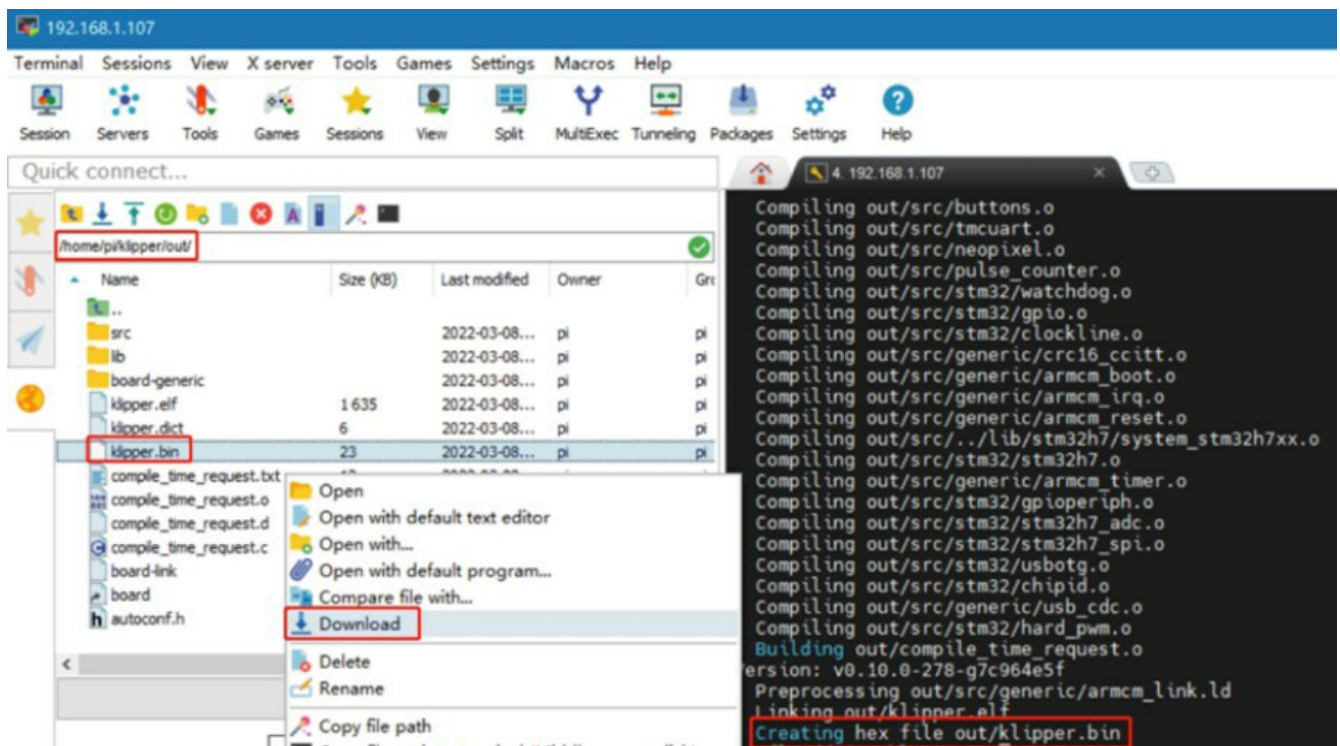 192.168.1.107
Terminal Sessions View X server Tools Games Settings Macros Help
Session Servers Tools Games Sessions View Split MultiExec Tunneling Packages Settings Help
Quick connect...
4. 192.168.1.107
/home/pi/klipper/out/
Name Size (KB) Last modified Owner Gro
..
src 2022-03-08... pi pi
lib 2022-03-08... pi pi
board-generic 2022-03-08... pi pi
klipper.elf 1 635 2022-03-08... pi pi
klipper.dict 6 2022-03-08... pi pi
klipper.bin 23 2022-03-08... pi pi
compile_time_request.txt
compile_time_request.o
compile_time_request.d
compile_time_request.c
board-link
board
autoconf.h
Open
Open with default text editor
Open with...
Open with default program...
Compare file with...
Download
Delete
Rename
Copy file path
Compiling out/src/buttons.o
Compiling out/src/tmcuart.o
Compiling out/src/neopixel.o
Compiling out/src/pulse_counter.o
Compiling out/src/stm32/watchdog.o
Compiling out/src/stm32/gpio.o
Compiling out/src/stm32/clockline.o
Compiling out/src/generic/crc16_ccitt.o
Compiling out/src/generic/armcm_boot.o
Compiling out/src/generic/armcm_irq.o
Compiling out/src/generic/armcm_reset.o
Compiling out/src/../lib/stm32h7/system_stm32h7xx.o
Compiling out/src/stm32/stm32h7.o
Compiling out/src/generic/armcm_timer.o
Compiling out/src/stm32/gpioperiph.o
Compiling out/src/stm32/stm32h7_adc.o
Compiling out/src/stm32/stm32h7_spi.o
Compiling out/src/stm32/usbotg.o
Compiling out/src/stm32/chipid.o
Compiling out/src/generic/usb_cdc.o
Compiling out/src/stm32/hard_pwm.o
Building out/compile_time_request.o
ersion: v0.10.0-278-g7c964e5f
Preprocessing out/src/generic/armcm_link.ld
Linking out/klipper.elf
Creating hex file out/klipper.bin